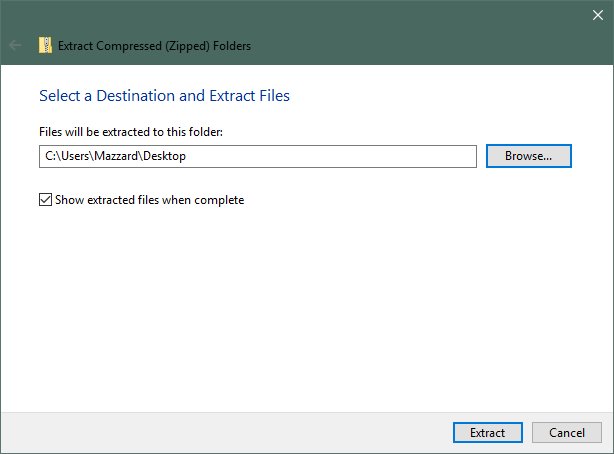 Extract Compressed (Zipped) Folders
Select a Destination and Extract Files
Files will be extracted to this folder:
C:\Users\Mazzard\Desktop
Browse...
Show extracted files when complete
Extract
Cancel